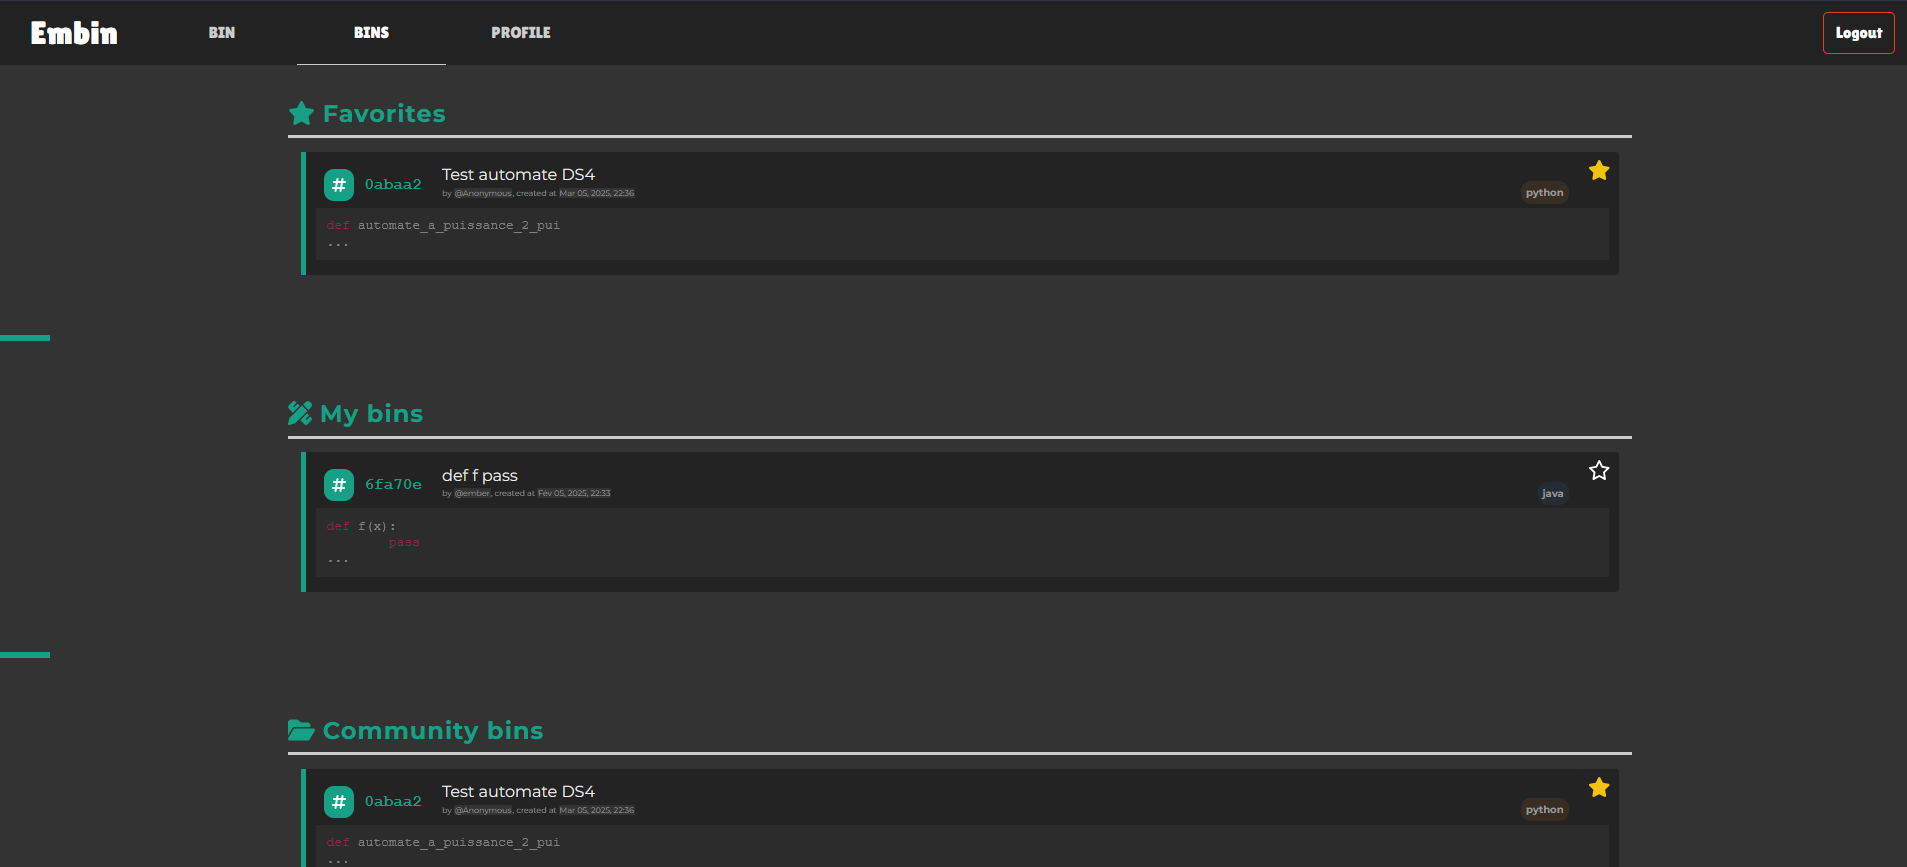 Embin BIN BINS PROFILE Logout
Favorites
# 0abaa2 Test automate DS4
by @Anonymous, created at Mar 05, 2025, 22:36
python
def automate_a_puissance_2_pui
...
My bins
# 6fa70e def f pass
by @ember, created at Fév 05, 2025, 22:33
java
def f(x):
pass
...
Community bins
# 0abaa2 Test automate DS4
by @Anonymous, created at Mar 05, 2025, 22:36
python
def automate_a_puissance_2_pui
...